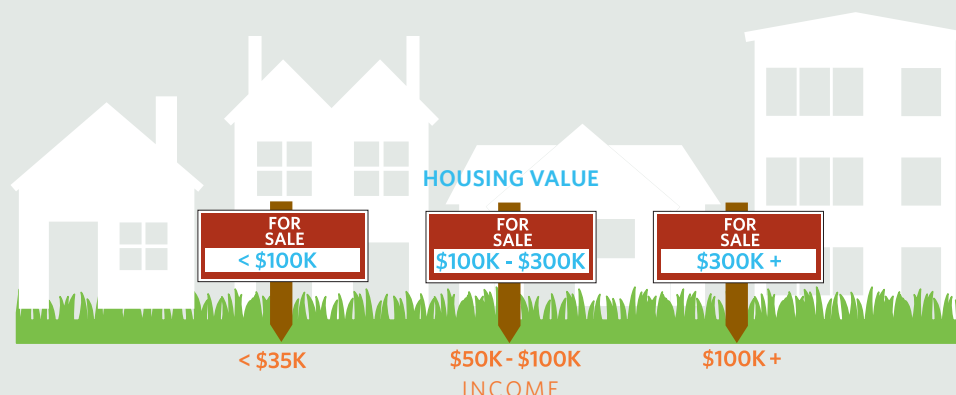 HOUSING VALUE
FOR
SALE
< $100K
FOR
SALE
$100K - $300K
FOR
SALE
$300K +
< $35K
$50K - $100K
$100K +
INCOME